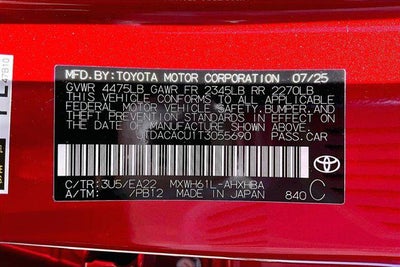 MFD.BY:TOYOTA MOTOR CORPORATION 07/25
GVWR 4475LB GAWR FR 2345LB RR 2270LB
THIS VEHICLE CONFORMS TO ALL APPLICABLE
FEDERAL MOTOR VEHICLE SAFETY,BUMPER,AND
THEFT PREVENTION STANDARDS IN EFFECT ON
THE DATE OF MANUFACTURE SHOWN ABOVE.
JTDACACU1T3055690 PASS.CAR
TOYOTA
C/TR:3U5/EA22 MXWH61L-AHXHBA
A/TM: /PB12 MADE IN JAPAN 840 C